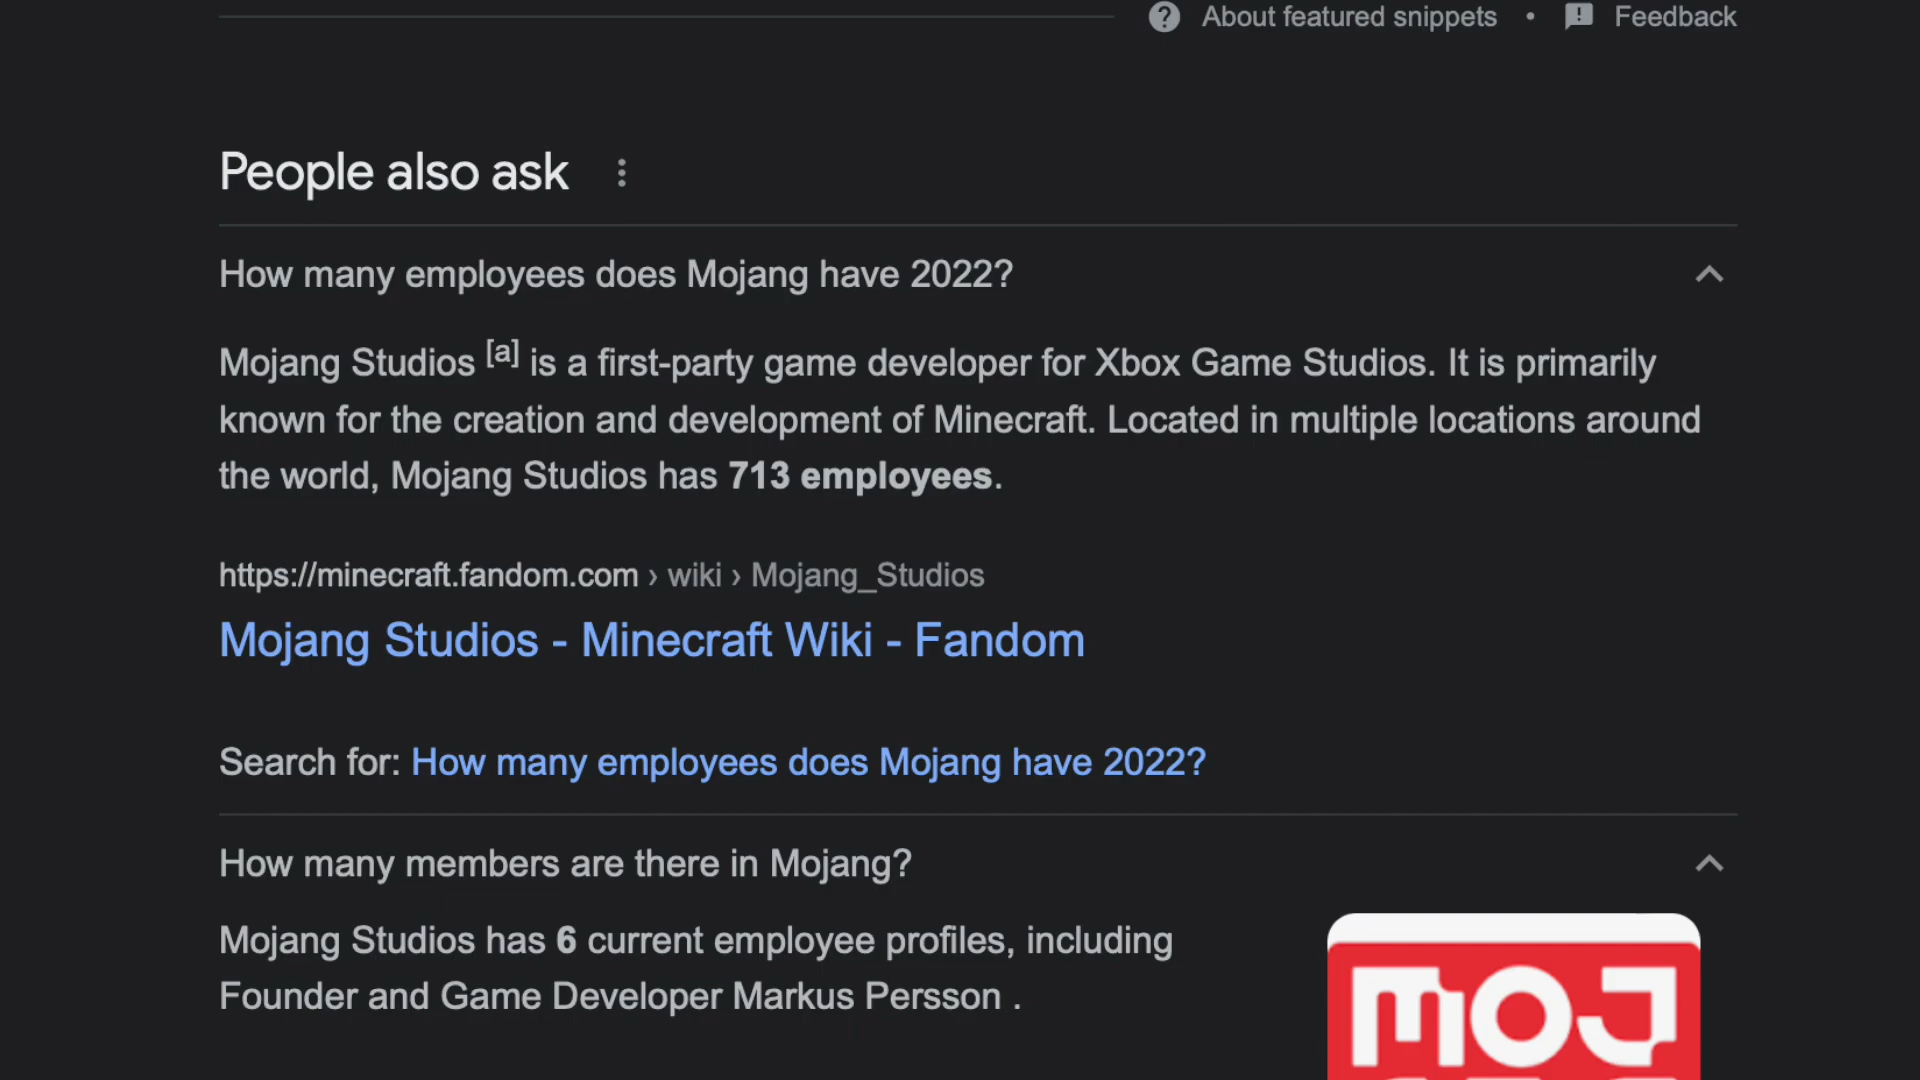 About featured snippets • Feedback
People also ask
How many employees does Mojang have 2022?
Mojang Studios [a] is a first-party game developer for Xbox Game Studios. It is primarily
known for the creation and development of Minecraft. Located in multiple locations around
the world, Mojang Studios has 713 employees.
https://minecraft.fandom.com › wiki › Mojang_Studios
Mojang Studios - Minecraft Wiki - Fandom
Search for: How many employees does Mojang have 2022?
How many members are there in Mojang?
Mojang Studios has 6 current employee profiles, including
Founder and Game Developer Markus Persson .
MOJ